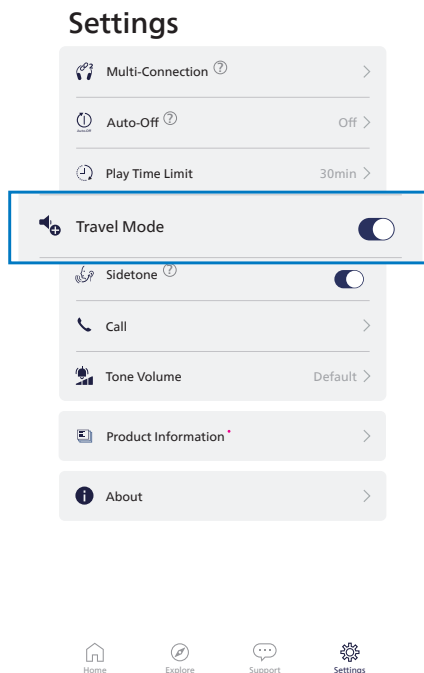 Settings
Multi-Connection ?
Auto-Off ?
Off
Play Time Limit
30min
Travel Mode
Sidetone ?
Call
Tone Volume
Default
Product Information
About
Home
Explore
Support
Settings